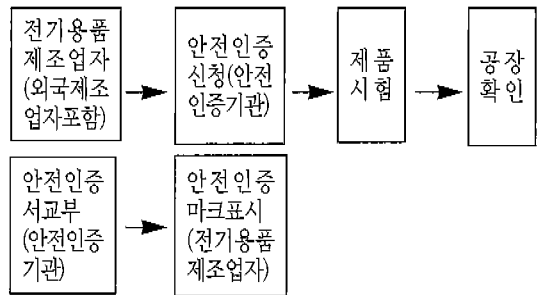 전기용품
제조업자
(외국제조
업자포함)
안전인증
신청(안전
인증기관)
제품
시험
공장
확인
안전인증
서교부
(안전인증
기관)
안전인증
마크표시
(전기용품
제조업자)